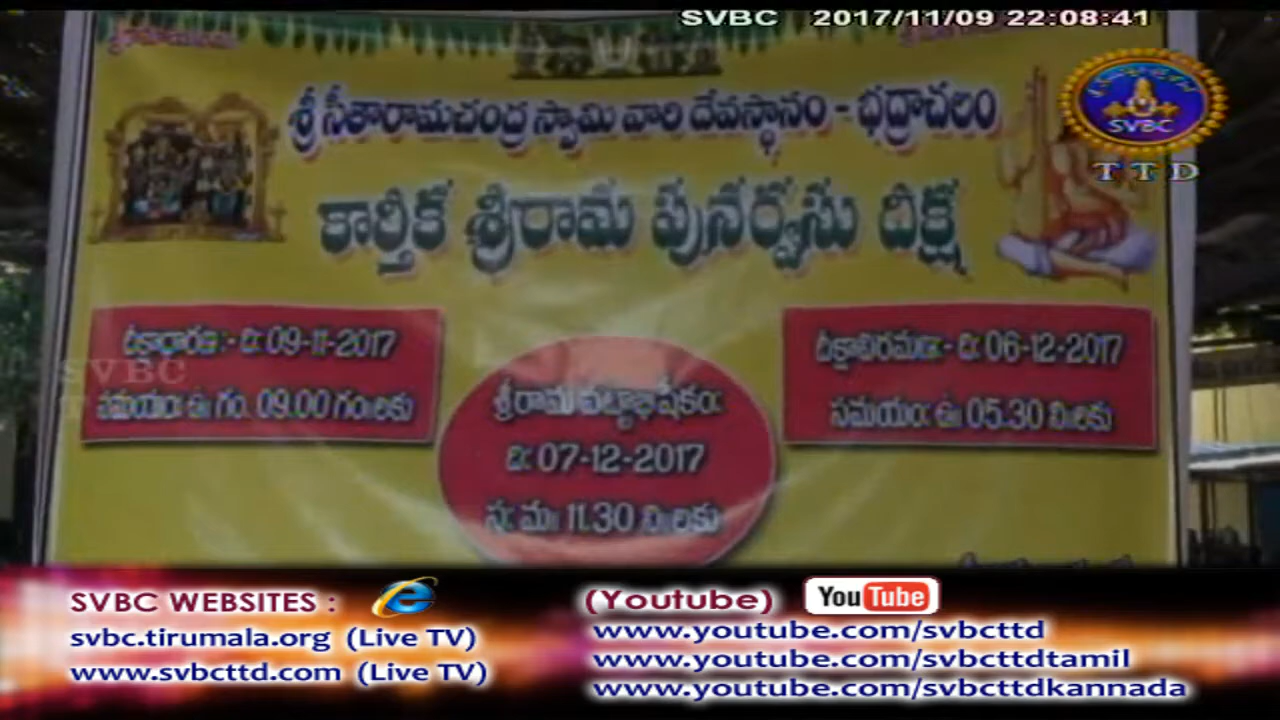 SVBC 2017/11/09 22:08:41
SVBC
TTD
శ్రీ సీతారామచంద్ర స్వామి వారి దేవస్థానం - భద్రాచలం
కార్తీక శ్రీరామ పునర్వసు దీక్ష
దీక్షాధారణ :- ది: 09-11-2017
సమయం: ఉ॥ గం. 09.00 గం॥లకు
శ్రీరామ పట్టాభిషేకం:
ది: 07-12-2017
స: మ॥ 11.30 ని॥లకు
దీక్షావిరమణ:- ది: 06-12-2017
సమయం: ఉ॥ 05.30 ని॥లకు
SVBC
SVBC WEBSITES :
svbc.tirumala.org (Live TV)
www.svbcttd.com (Live TV)
(Youtube) YouTube
www.youtube.com/svbcttd
www.youtube.com/svbcttdtamil
www.youtube.com/svbcttdkannada